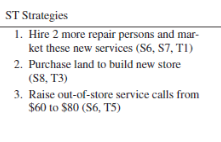 ST Strategies
1. Hire 2 more repair persons and mar-
ket these new services (S6, S7, T1)
2. Purchase land to build new store
(S8, T3)
3. Raise out-of-store service calls from
$60 to $80 (S6, T5)